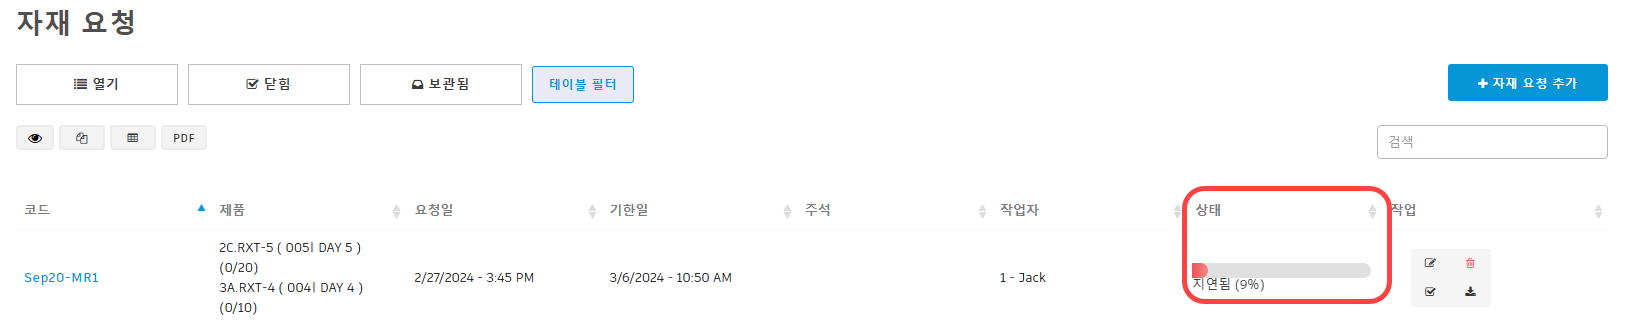 자재 요청
열기
닫힘
보관됨
테이블 필터
자재 요청 추가
PDF
검색
코드 제품 요청일 기한일 주석 작업자 상태 작업
Sep20-MR1
2C.RXT-5 ( 005| DAY 5 )
(0/20)
3A.RXT-4 ( 004| DAY 4 )
(0/10)
2/27/2024 - 3:45 PM
3/6/2024 - 10:50 AM
1 - Jack
지연됨 (9%)